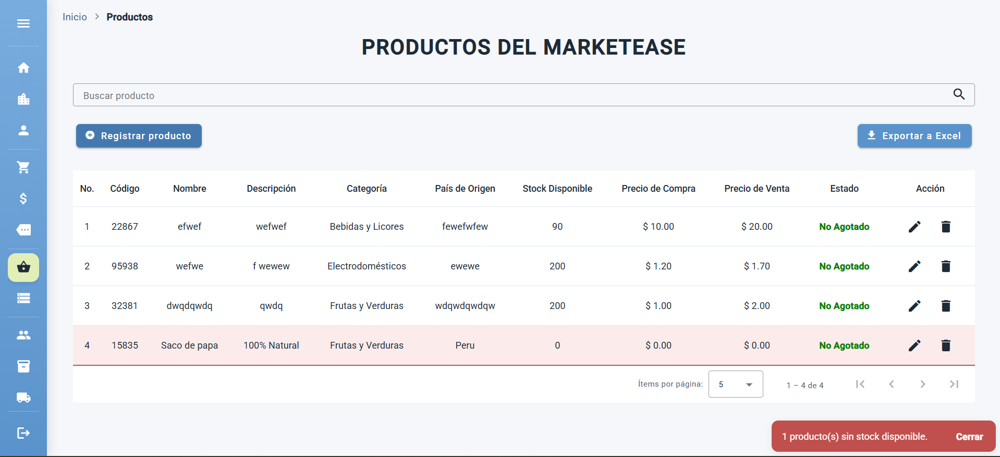 Inicio > Productos
PRODUCTOS DEL MARKETEASE
Buscar producto
Registrar producto
Exportar a Excel
No. Código Nombre Descripción Categoría País de Origen Stock Disponible Precio de Compra Precio de Venta Estado Acción
1 22867 efwef wefwef Bebidas y Licores fewefwfew 90 $ 10.00 $ 20.00 No Agotado
2 95938 wefwe f wewew Electrodomésticos ewewe 200 $ 1.20 $ 1.70 No Agotado
3 32381 dwqdqwdq qwdq Frutas y Verduras wdqwdqwdqw 200 $ 1.00 $ 2.00 No Agotado
4 15835 Saco de papa 100% Natural Frutas y Verduras Peru 0 $ 0.00 $ 0.00 No Agotado
Ítems por página: 5 1 – 4 de 4
1 producto(s) sin stock disponible. Cerrar